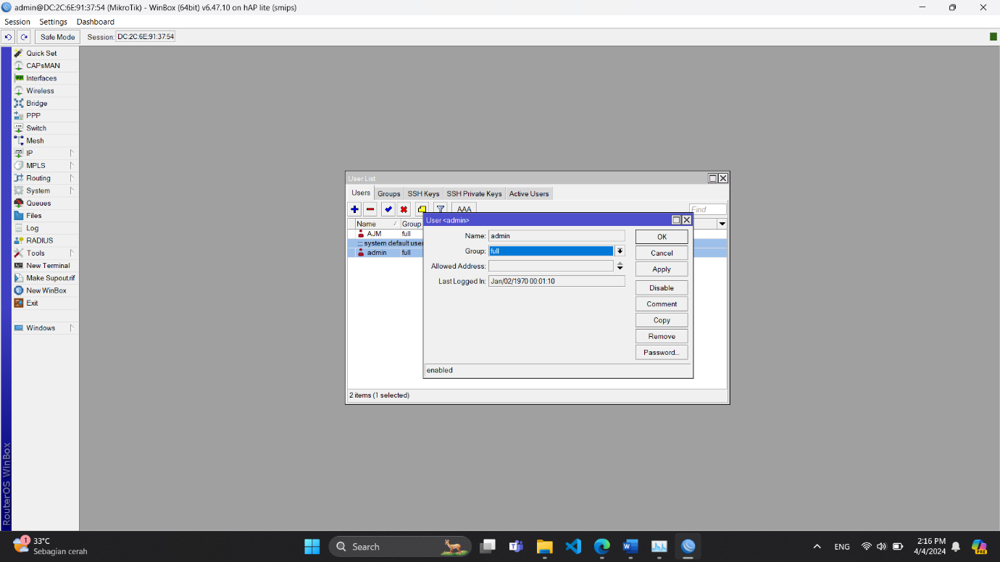 admin@DC:2C:6E:91:37:54 (MikroTik) - WinBox (64bit) v6.47.10 on hAP lite (smips)
Session Settings Dashboard
Safe Mode Session: DC:2C:6E:91:37:54
Quick Set
CAPsMAN
Interfaces
Wireless
Bridge
PPP
Switch
Mesh
IP
MPLS
Routing
System
Queues
Files
Log
RADIUS
Tools
New Terminal
Make Supout.rif
New WinBox
Exit
Windows
RouterOS WinBox
User List
Users Groups SSH Keys SSH Private Keys Active Users
AAA Find
Name Group
AJM full
;;; system default user
admin full
2 items (1 selected)
User <admin>
Name: admin
Group: full
Allowed Address:
Last Logged In: Jan/02/1970 00:01:10
OK
Cancel
Apply
Disable
Comment
Copy
Remove
Password...
enabled
1
33°C
Sebagian cerah
Search
ENG
2:16 PM
4/4/2024
PRE